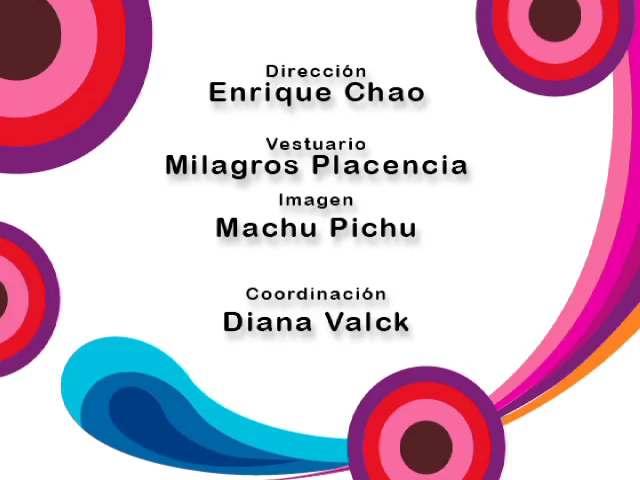 Dirección
Enrique Chao
Vestuario
Milagros Placencia
Imagen
Machu Pichu
Coordinación
Diana Valck